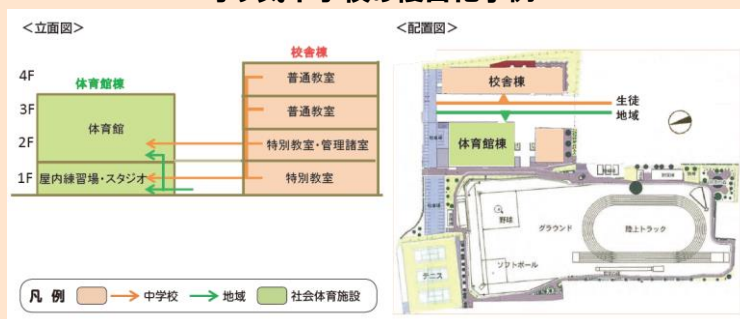 <立面図>
校舎棟
4F
体育館棟
普通教室
3F
普通教室
体育館
2F
特別教室・管理諸室
1F
屋内練習場・スタジオ
特別教室
凡 例
中学校
地域
社会体育施設
<配置図>
校舎棟
生徒
地域
体育館棟
野球
グラウンド
陸上トラック
ソフトボール
テニス